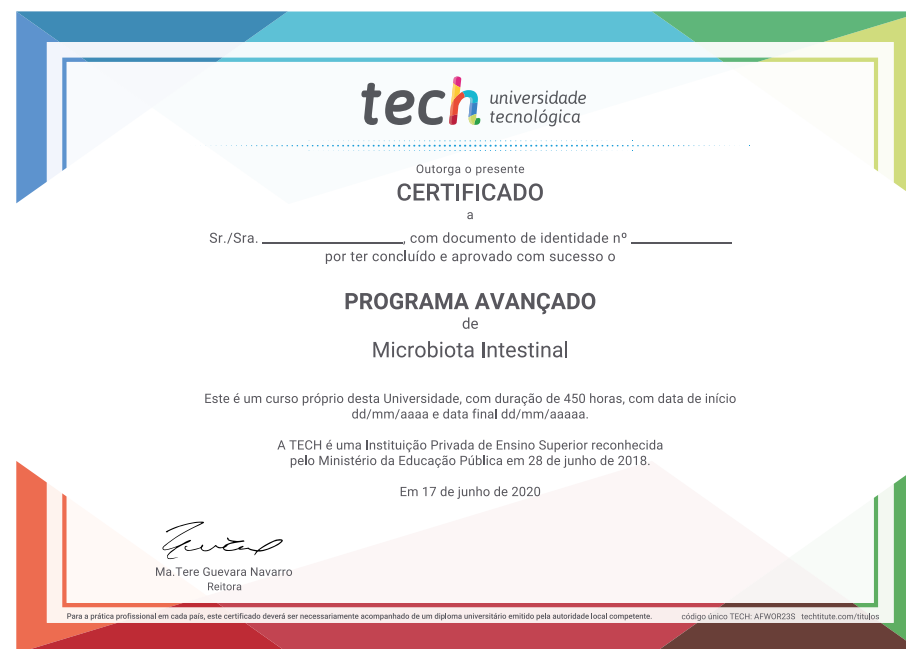 tech universidade
tecnológica
Outorga o presente
CERTIFICADO
a
Sr./Sra. ________________, com documento de identidade nº ____________
por ter concluído e aprovado com sucesso o
PROGRAMA AVANÇADO
de
Microbiota Intestinal
Este é um curso próprio desta Universidade, com duração de 450 horas, com data de início
dd/mm/aaaa e data final dd/mm/aaaaa.
A TECH é uma Instituição Privada de Ensino Superior reconhecida
pelo Ministério da Educação Pública em 28 de junho de 2018.
Em 17 de junho de 2020
Ma.Tere Guevara Navarro
Reitora
Para a prática profissional em cada país, este certificado deverá ser necessariamente acompanhado de um diploma universitário emitido pela autoridade local competente. código único TECH: AFWOR23S techtitute.com/titulos